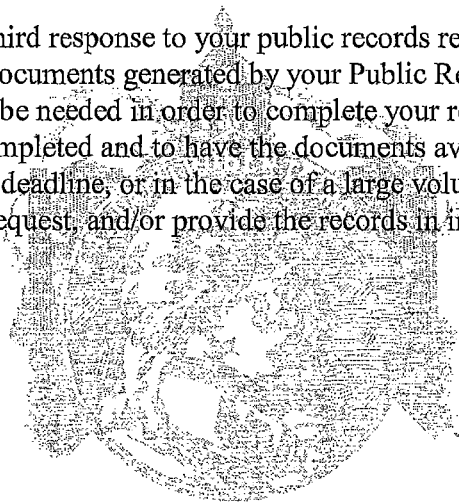 hird response to your public records re
ocuments generated by your Public Re
be needed in order to complete your re
mpleted and to have the documents av
deadline, or in the case of a large volu
equest, and/or provide the records in i